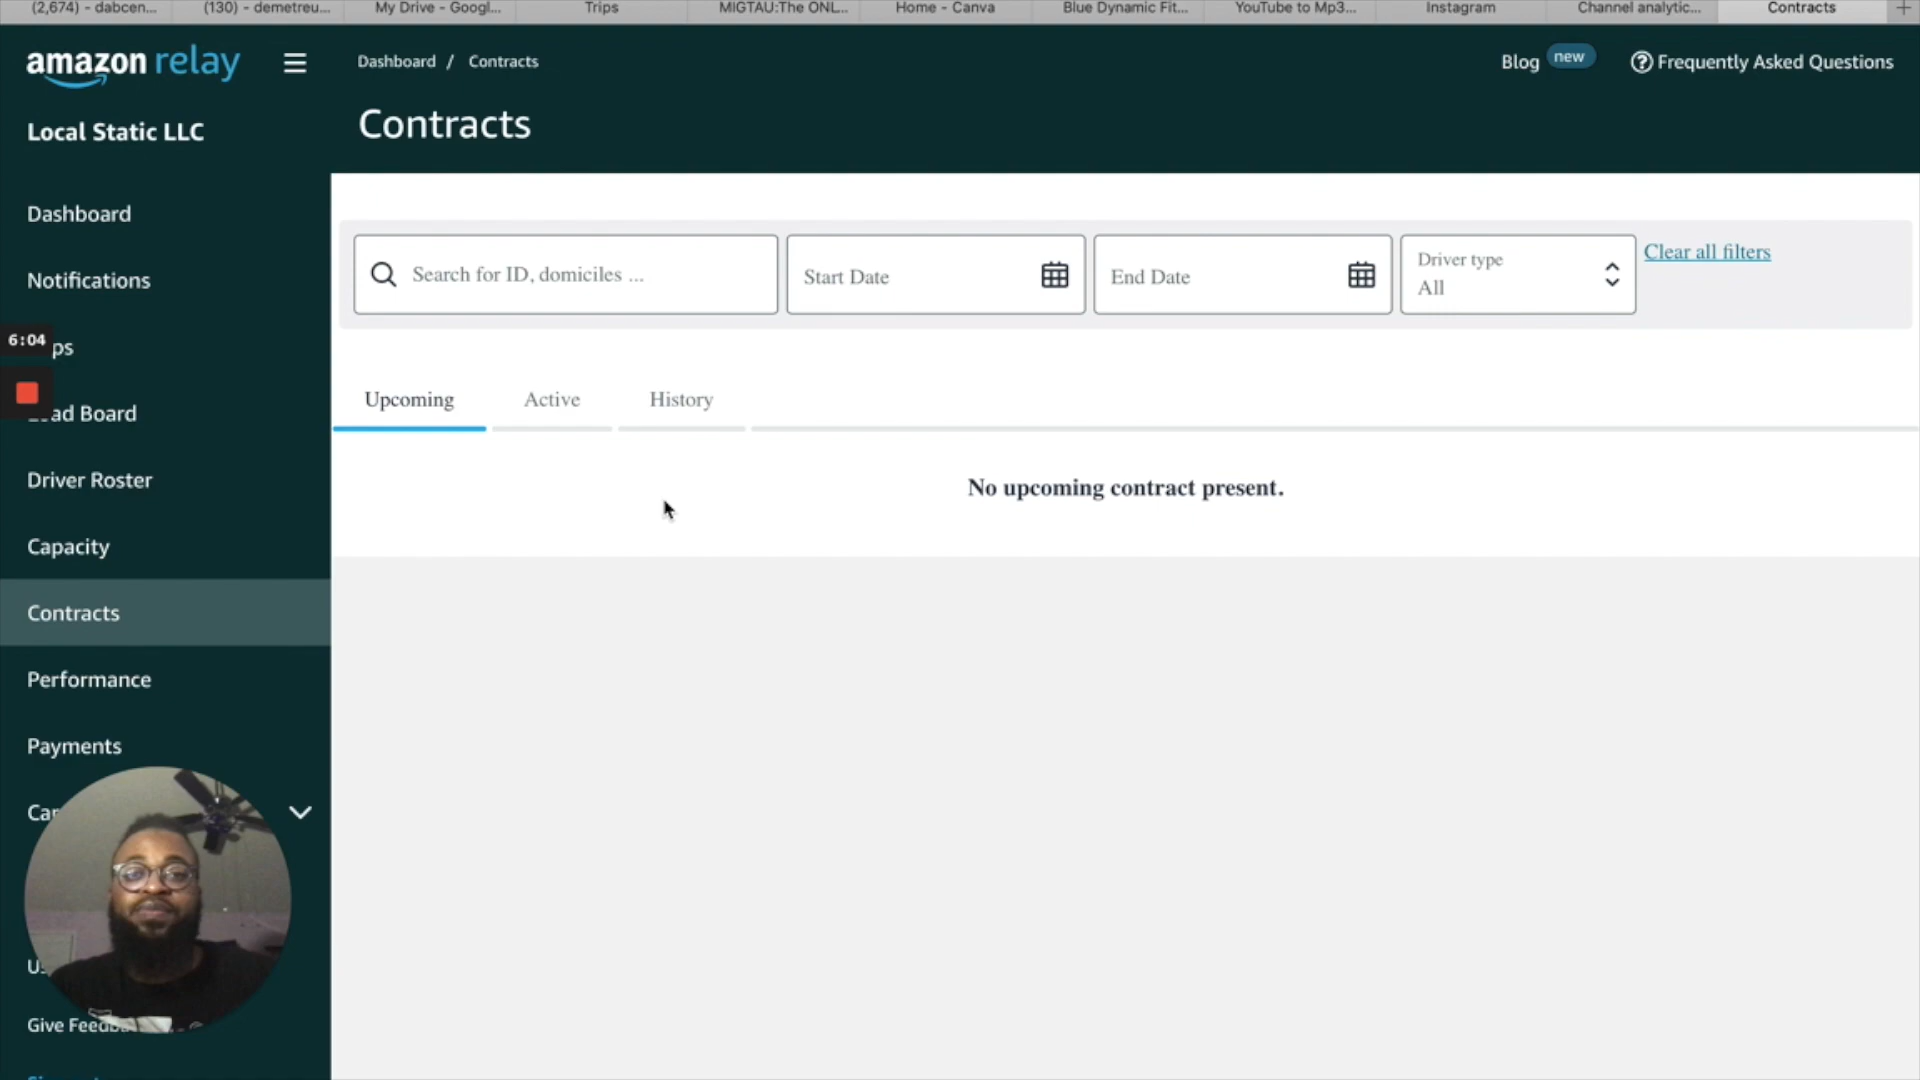 (2,674) - dabcen...
(130) - demetreu...
My Drive - Googl...
Trips
MIGTAU:The ONL...
Home - Canva
Blue Dynamic Fit...
YouTube to Mp3...
Instagram
Channel analytic...
Contracts
amazon relay
Dashboard / Contracts
Blog new
Frequently Asked Questions
Local Static LLC
Contracts
Dashboard
Notifications
6:04
ps
ad Board
Driver Roster
Capacity
Contracts
Performance
Payments
Car
Give Feedb
Search for ID, domiciles ...
Start Date
End Date
Driver type
All
Clear all filters
Upcoming
Active
History
No upcoming contract present.